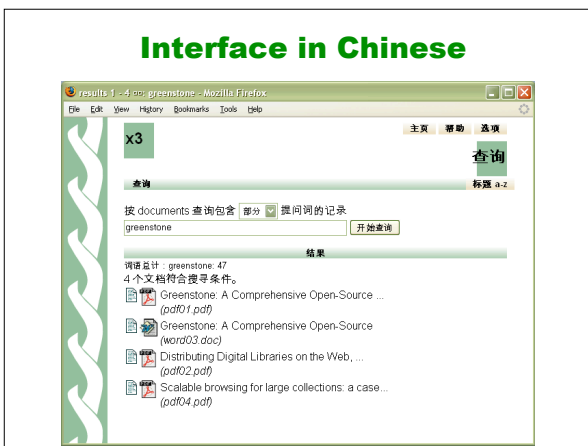 Interface in Chinese
results 1 - 4 greenstone - Mozilla Firefox
File Edit View History Bookmarks Tools Help
x3
主页 帮助 选项
查询
查询 标题 a-z
按 documents 查询包含 部分 提问词的记录
greenstone 开始查询
结果
词语总计 : greenstone: 47
4 个文档符合搜寻条件。
Greenstone: A Comprehensive Open-Source ...
(pdf01.pdf)
Greenstone: A Comprehensive Open-Source
(word03.doc)
Distributing Digital Libraries on the Web, ...
(pdf02.pdf)
Scalable browsing for large collections: a case...
(pdf04.pdf)